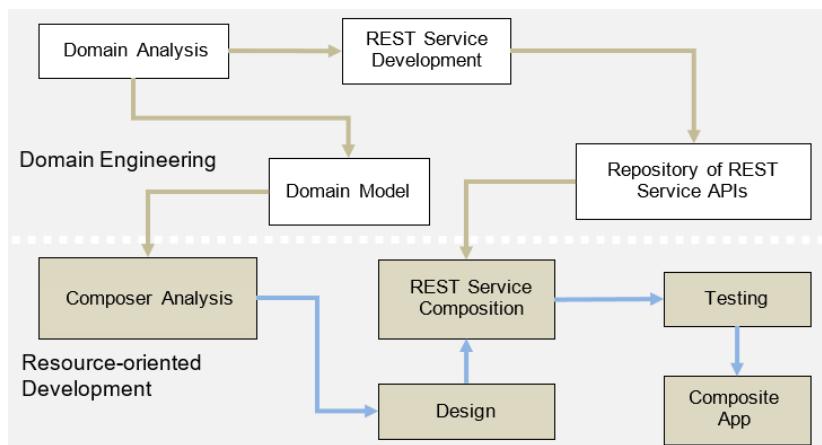 Domain Analysis
REST Service
Development
Domain Engineering
Domain Model
Repository of REST
Service APIs
Composer Analysis
REST Service
Composition
Testing
Resource-oriented
Development
Design
Composite
App